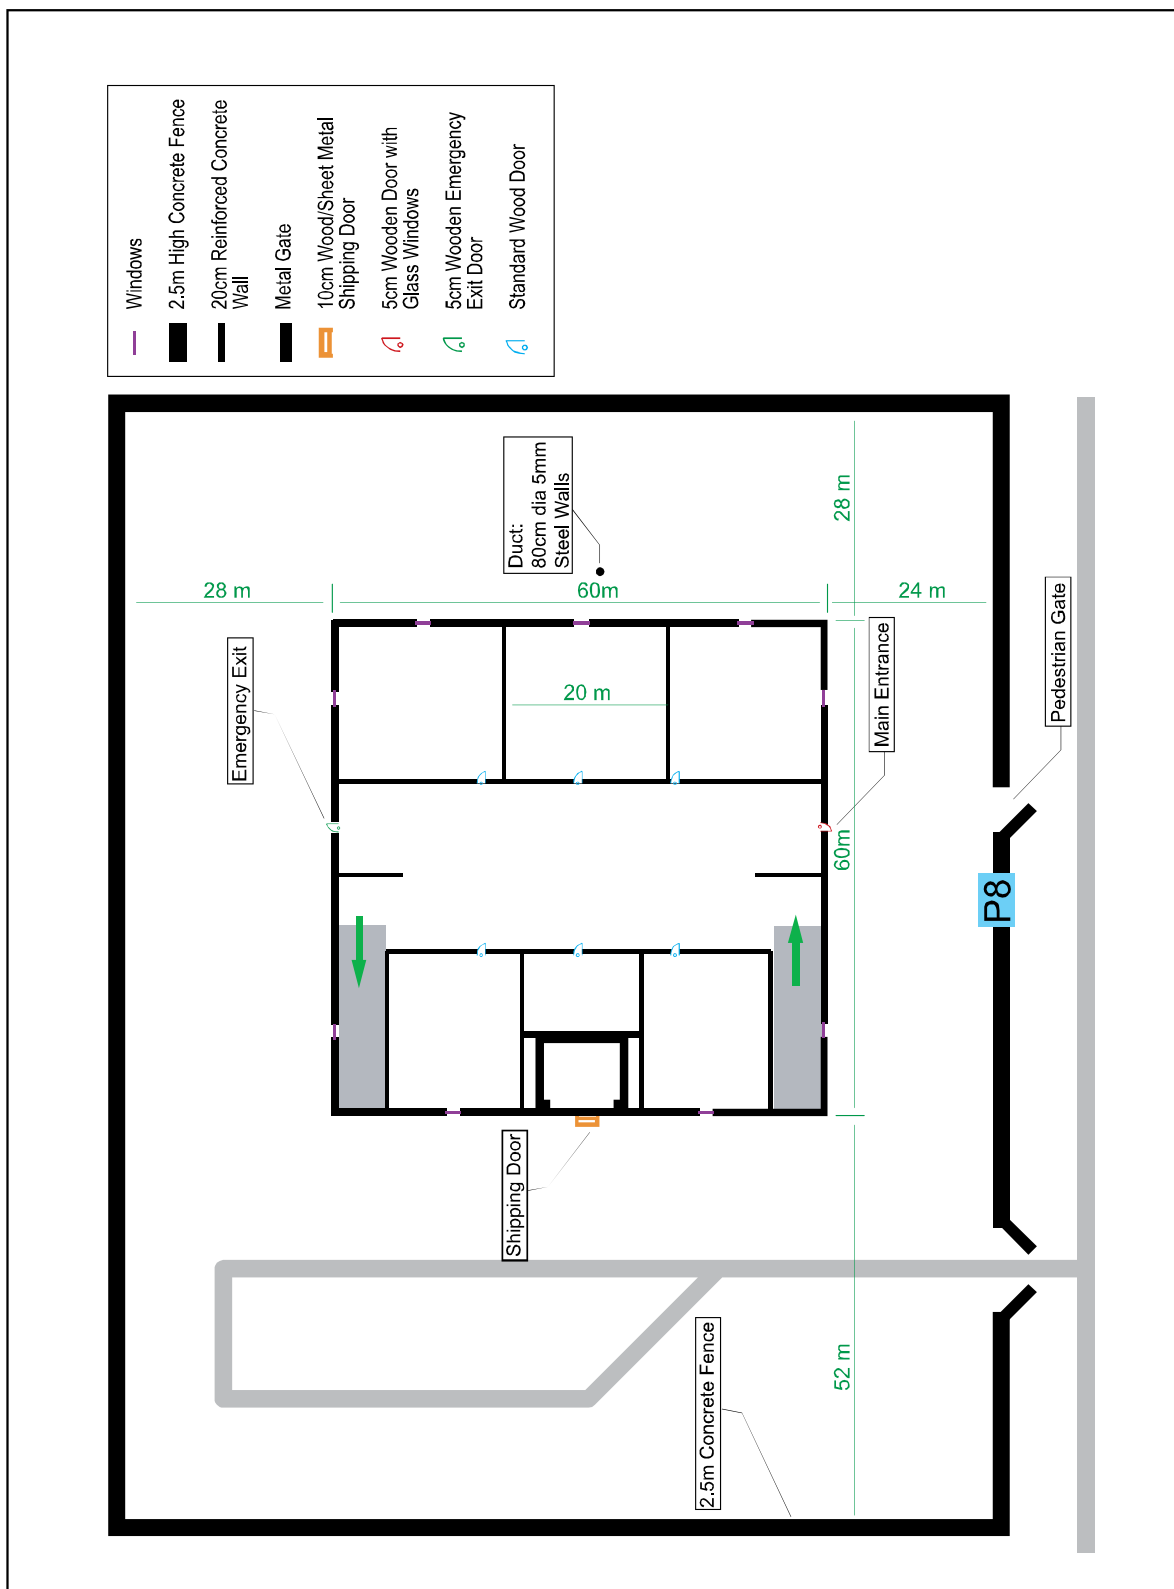 Windows
2.5m High Concrete Fence
20cm Reinforced Concrete
Wall
Metal Gate
10cm Wood/Sheet Metal
Shipping Door
5cm Wooden Door with
Glass Windows
5cm Wooden Emergency
Exit Door
Standard Wood Door
Duct:
80cm dia 5mm
Steel Walls
28 m
28 m
60m
24 m
Emergency Exit
20 m
Main Entrance
Pedestrian Gate
60m
P8
Shipping Door
52 m
2.5m Concrete Fence